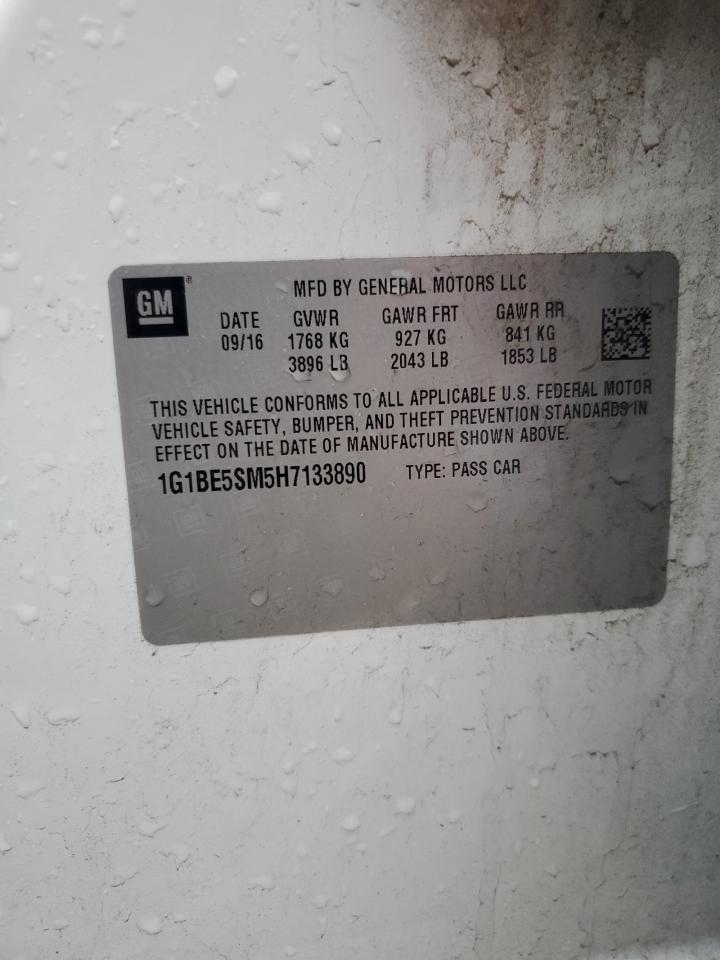 GM®
MFD BY GENERAL MOTORS LLC
DATE GVWR GAWR FRT GAWR RR
09/16 1768 KG 927 KG 841 KG
3896 LB 2043 LB 1853 LB
THIS VEHICLE CONFORMS TO ALL APPLICABLE U.S. FEDERAL MOTOR
VEHICLE SAFETY, BUMPER, AND THEFT PREVENTION STANDARDS IN
EFFECT ON THE DATE OF MANUFACTURE SHOWN ABOVE.
1G1BE5SM5H7133890 TYPE: PASS CAR